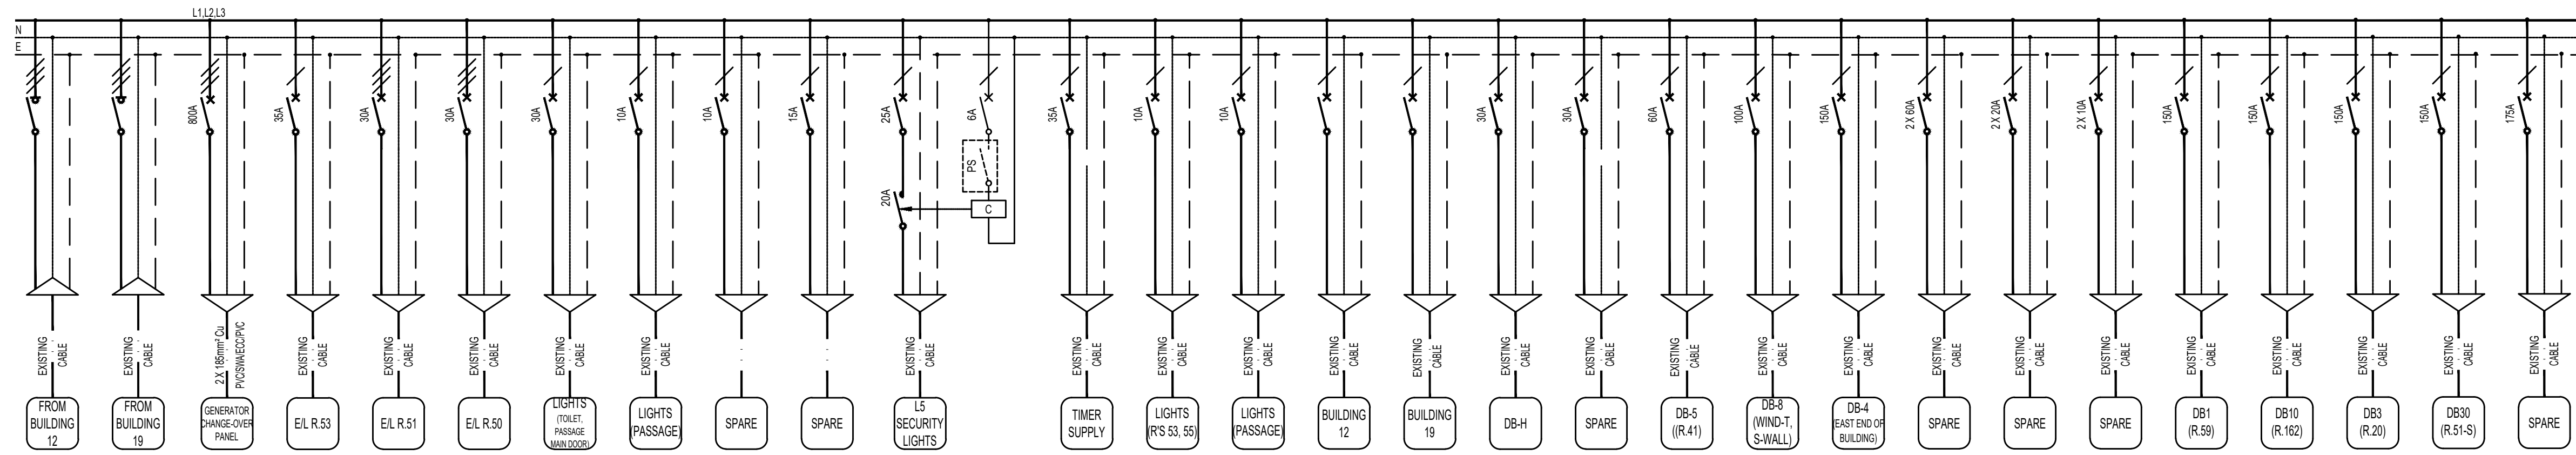 L1,L2,L3
N
E
800A
35A
30A
30A
30A
10A
10A
15A
25A
6A
35A
10A
10A
30A
30A
60A
100A
150A
2 X 60A
2 X 20A
2 X 10A
150A
150A
150A
150A
175A
PS
20A
C
EXISTING
CABLE
EXISTING
CABLE
2 X 185mm² Cu
PVC/SWA/ECC/PVC
EXISTING
CABLE
EXISTING
CABLE
EXISTING
CABLE
EXISTING
CABLE
EXISTING
CABLE
EXISTING
CABLE
EXISTING
CABLE
EXISTING
CABLE
EXISTING
CABLE
EXISTING
CABLE
EXISTING
CABLE
EXISTING
CABLE
EXISTING
CABLE
EXISTING
CABLE
EXISTING
CABLE
EXISTING
CABLE
EXISTING
CABLE
EXISTING
CABLE
EXISTING
CABLE
EXISTING
CABLE
EXISTING
CABLE
EXISTING
CABLE
EXISTING
CABLE
EXISTING
CABLE
FROM
BUILDING
12
FROM
BUILDING
19
GENERATOR
CHANGE-OVER
PANEL
E/L R.53
E/L R.51
E/L R.50
LIGHTS
(TOILET,
PASSAGE
MAIN DOOR)
LIGHTS
(PASSAGE)
SPARE
SPARE
L5
SECURITY
LIGHTS
TIMER
SUPPLY
LIGHTS
(R'S 53, 55)
LIGHTS
(PASSAGE)
BUILDING
12
BUILDING
19
DB-H
SPARE
DB-5
((R.41)
DB-8
(WIND-T,
S-WALL)
DB-4
(EAST END OF
BUILDING)
SPARE
SPARE
SPARE
DB1
(R.59)
DB10
(R.162)
DB3
(R.20)
DB30
(R.51-S)
SPARE